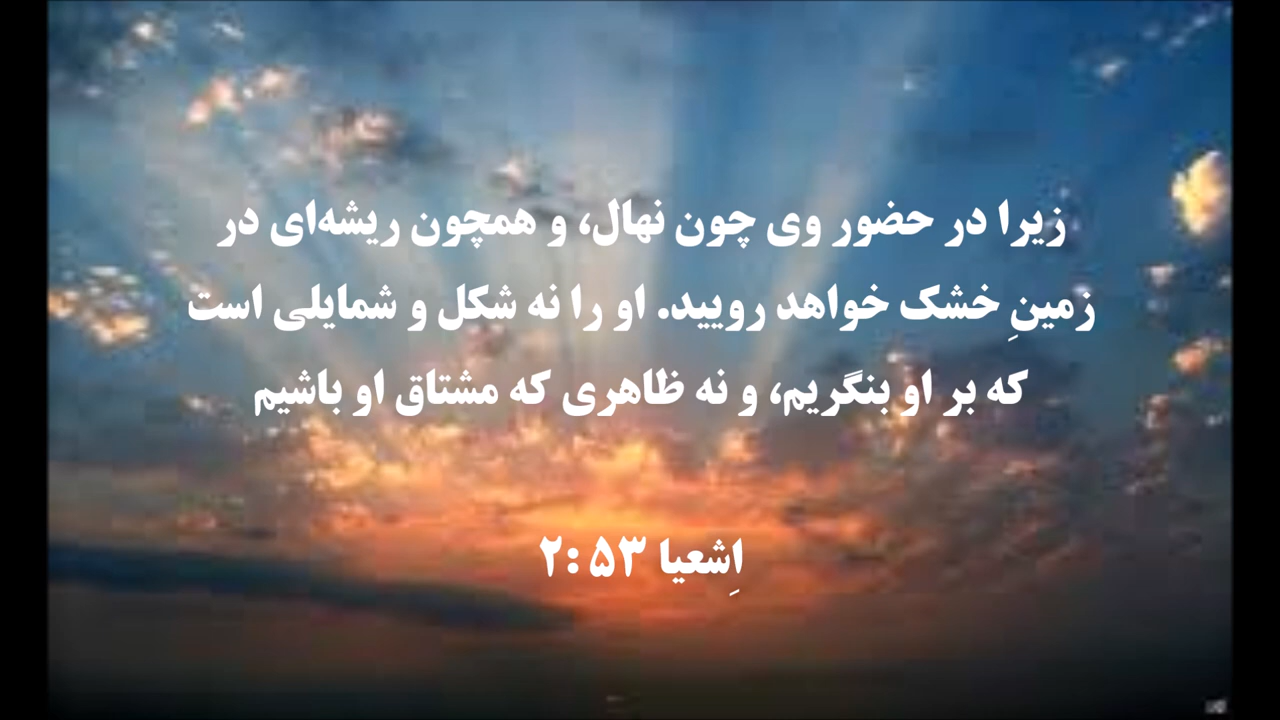 زیرا در حضور وی چون نهال، و همچون ریشه‌ای در
زمینِ خشک خواهد رویید. او را نه شکل و شمایلی است
که بر او بنگریم، و نه ظاهری که مشتاق او باشیم
اِشعیا ۵۳ :۲